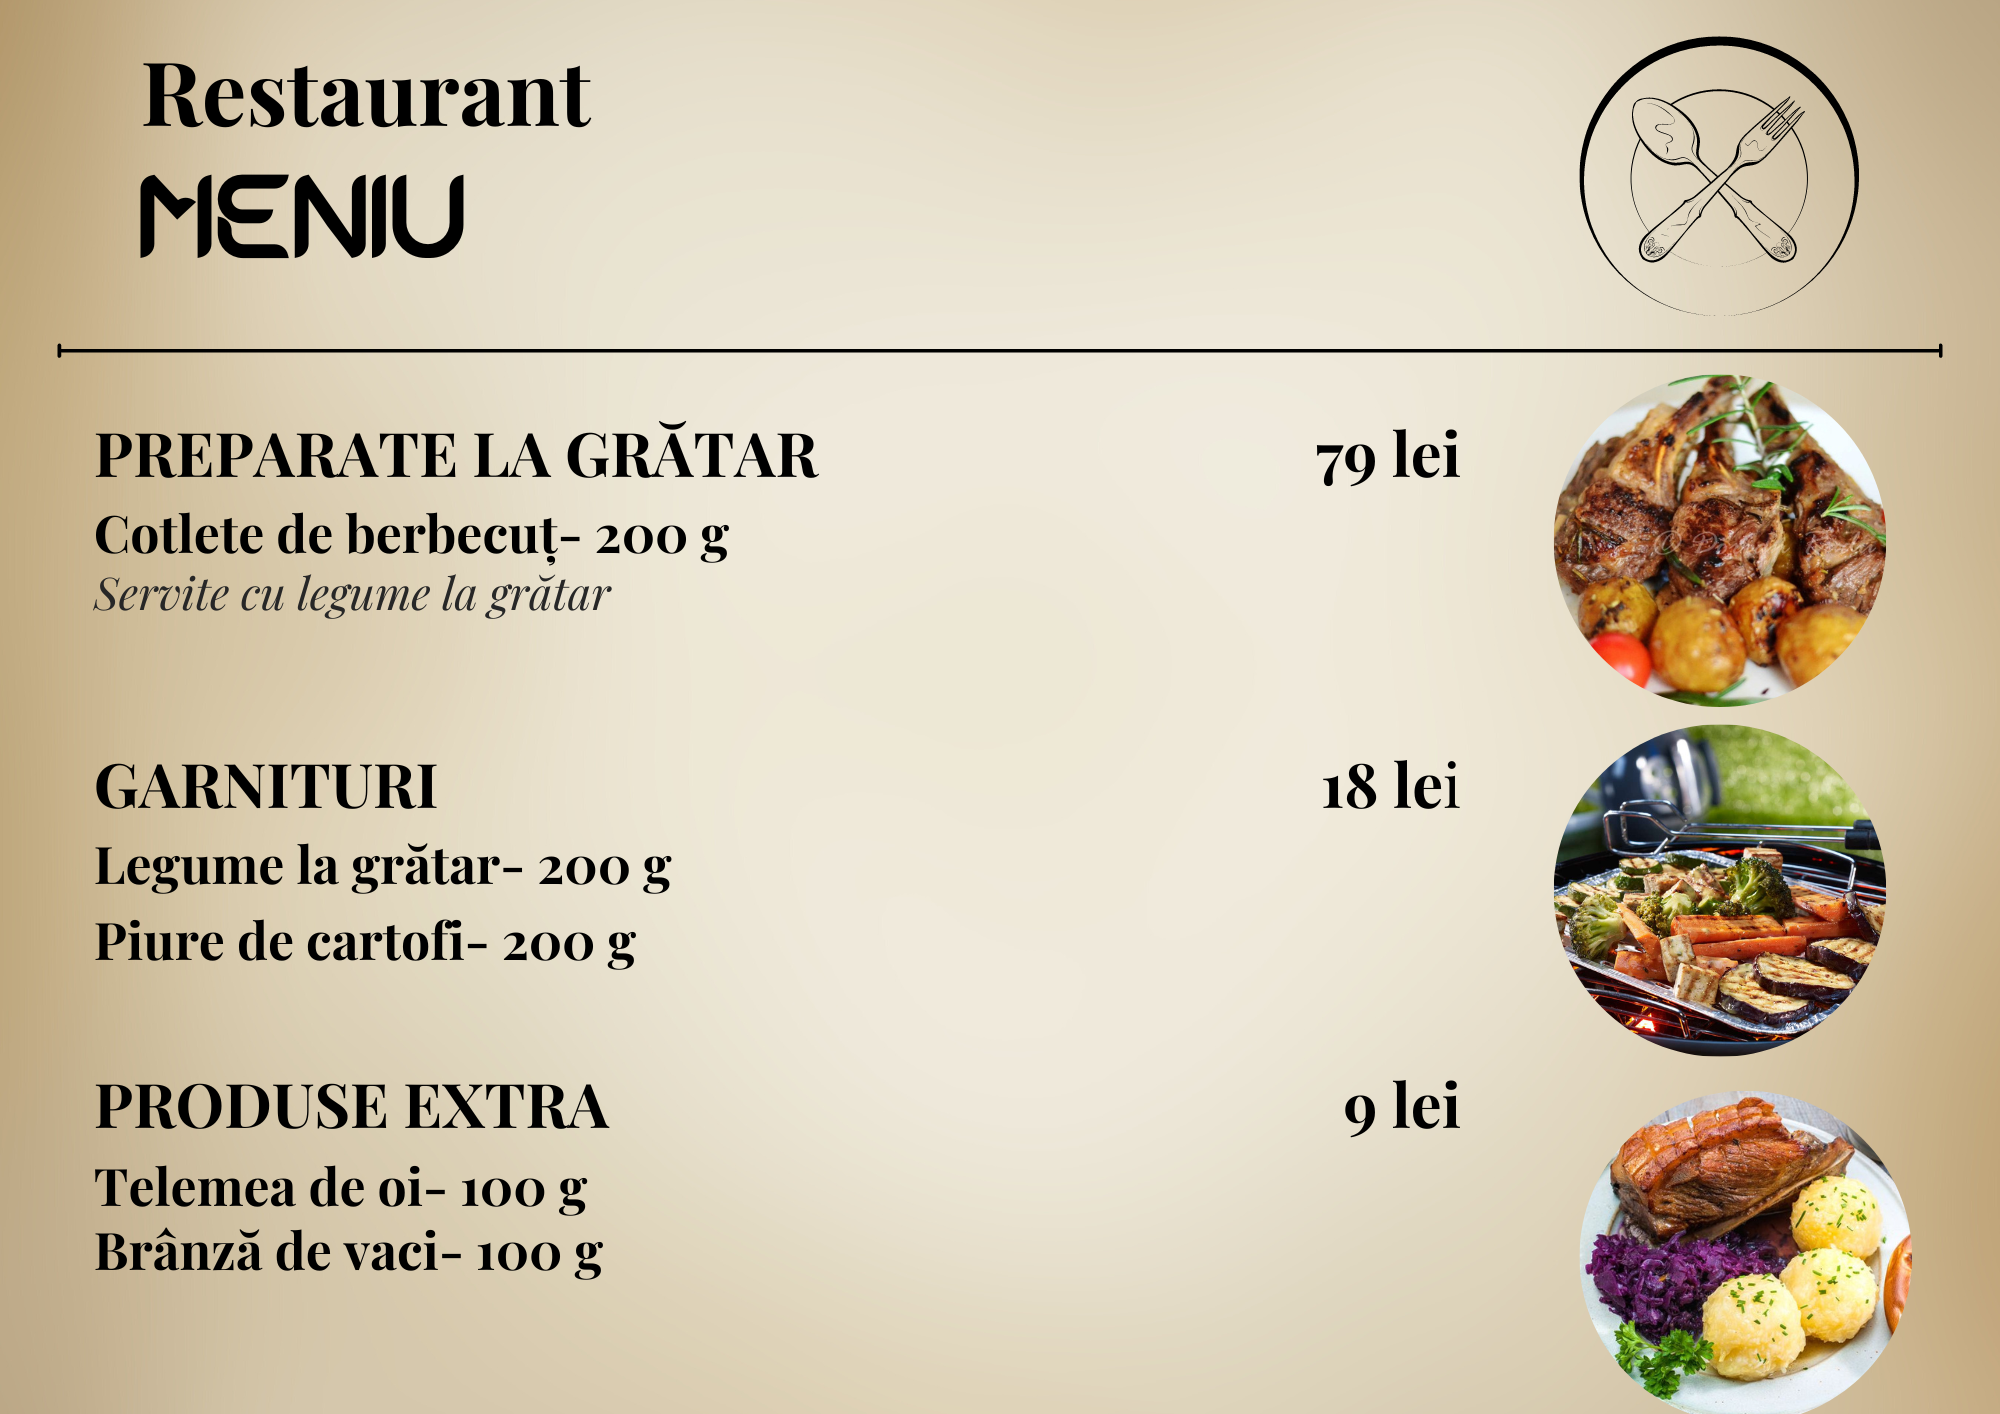 Restaurant
MENIU
PREPARATE LA GRĂTAR 79 lei
Cotlete de berbecuț- 200 g
Servite cu legume la grătar
GARNITURI 18 lei
Legume la grătar- 200 g
Piure de cartofi- 200 g
PRODUSE EXTRA 9 lei
Telemea de oi- 100 g
Brânză de vaci- 100 g